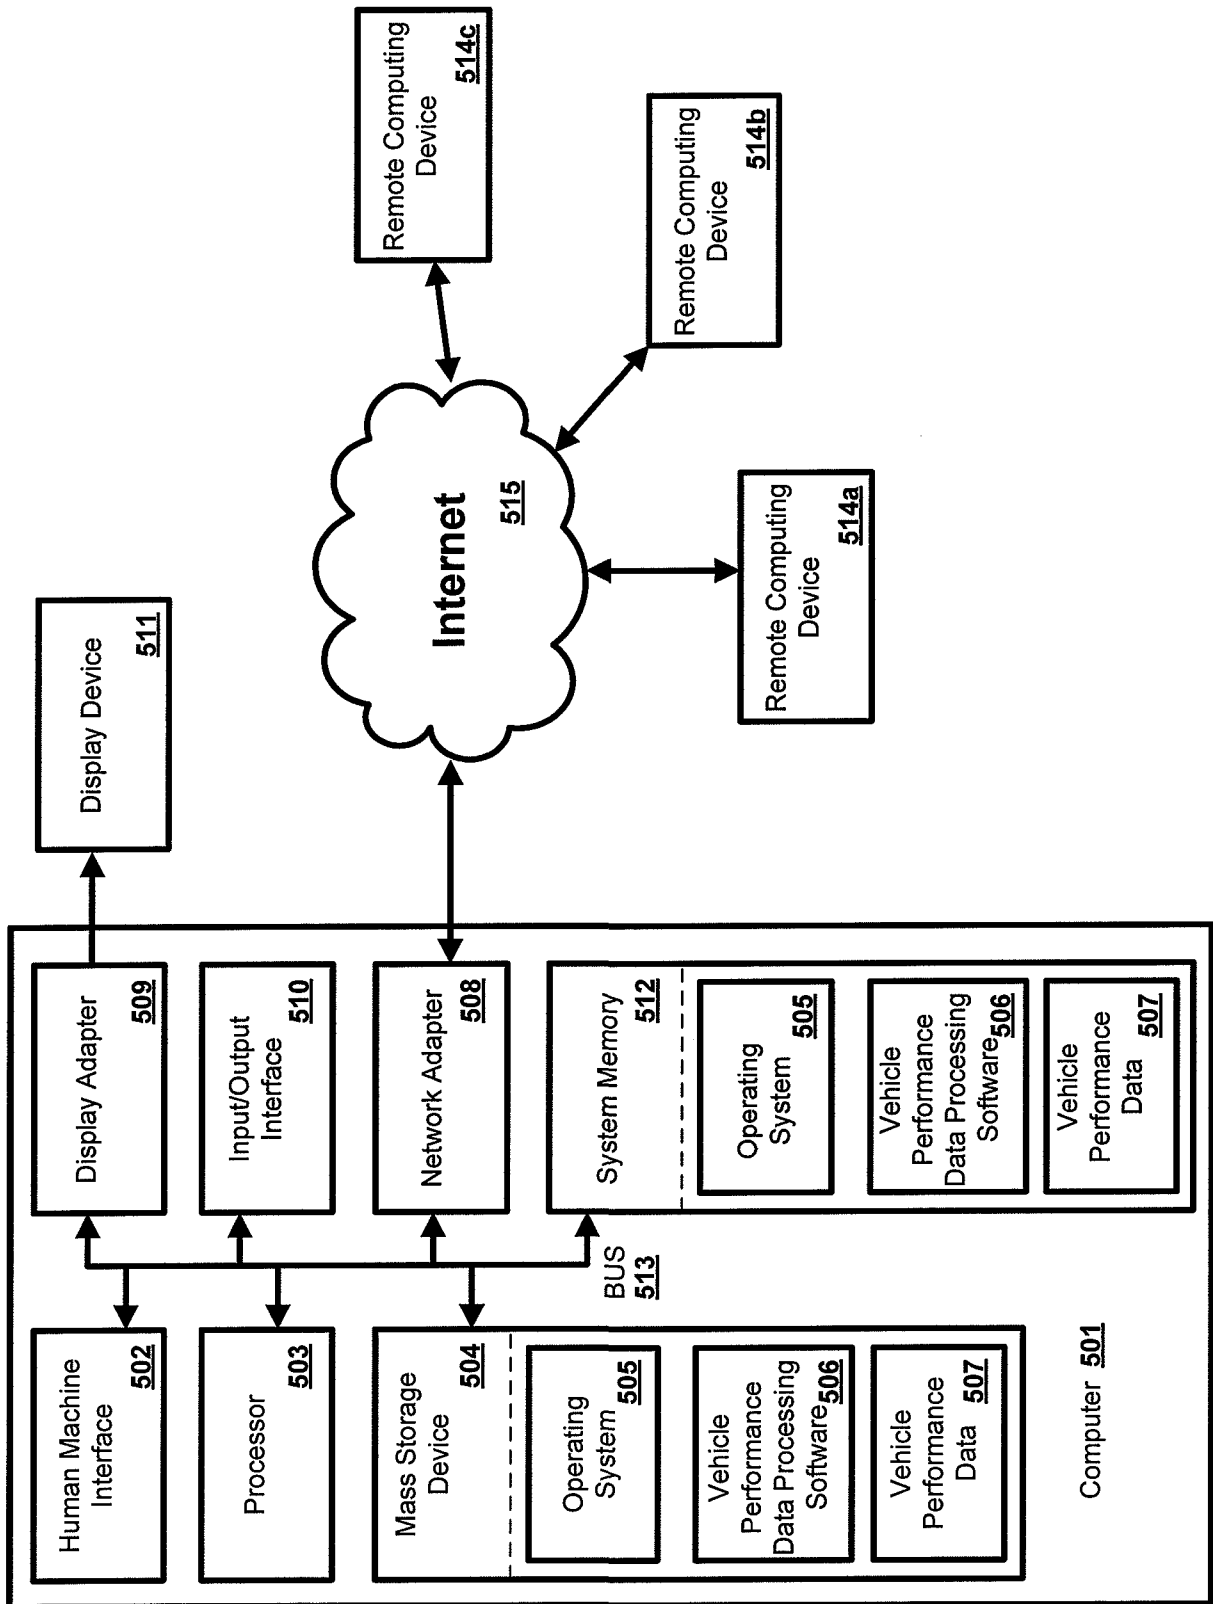 Human Machine
Interface
502
Processor
503
Mass Storage
Device
504
Operating
System
505
Vehicle
Performance
Data Processing
Software
506
Vehicle
Performance
Data
507
Computer 501
BUS
513
Display Adapter
509
Input/Output
Interface
510
Network Adapter
508
System Memory
512
Operating
System
505
Vehicle
Performance
Data Processing
Software
506
Vehicle
Performance
Data
507
Display Device
511
Internet
515
Remote Computing
Device
514a
Remote Computing
Device
514b
Remote Computing
Device
514c